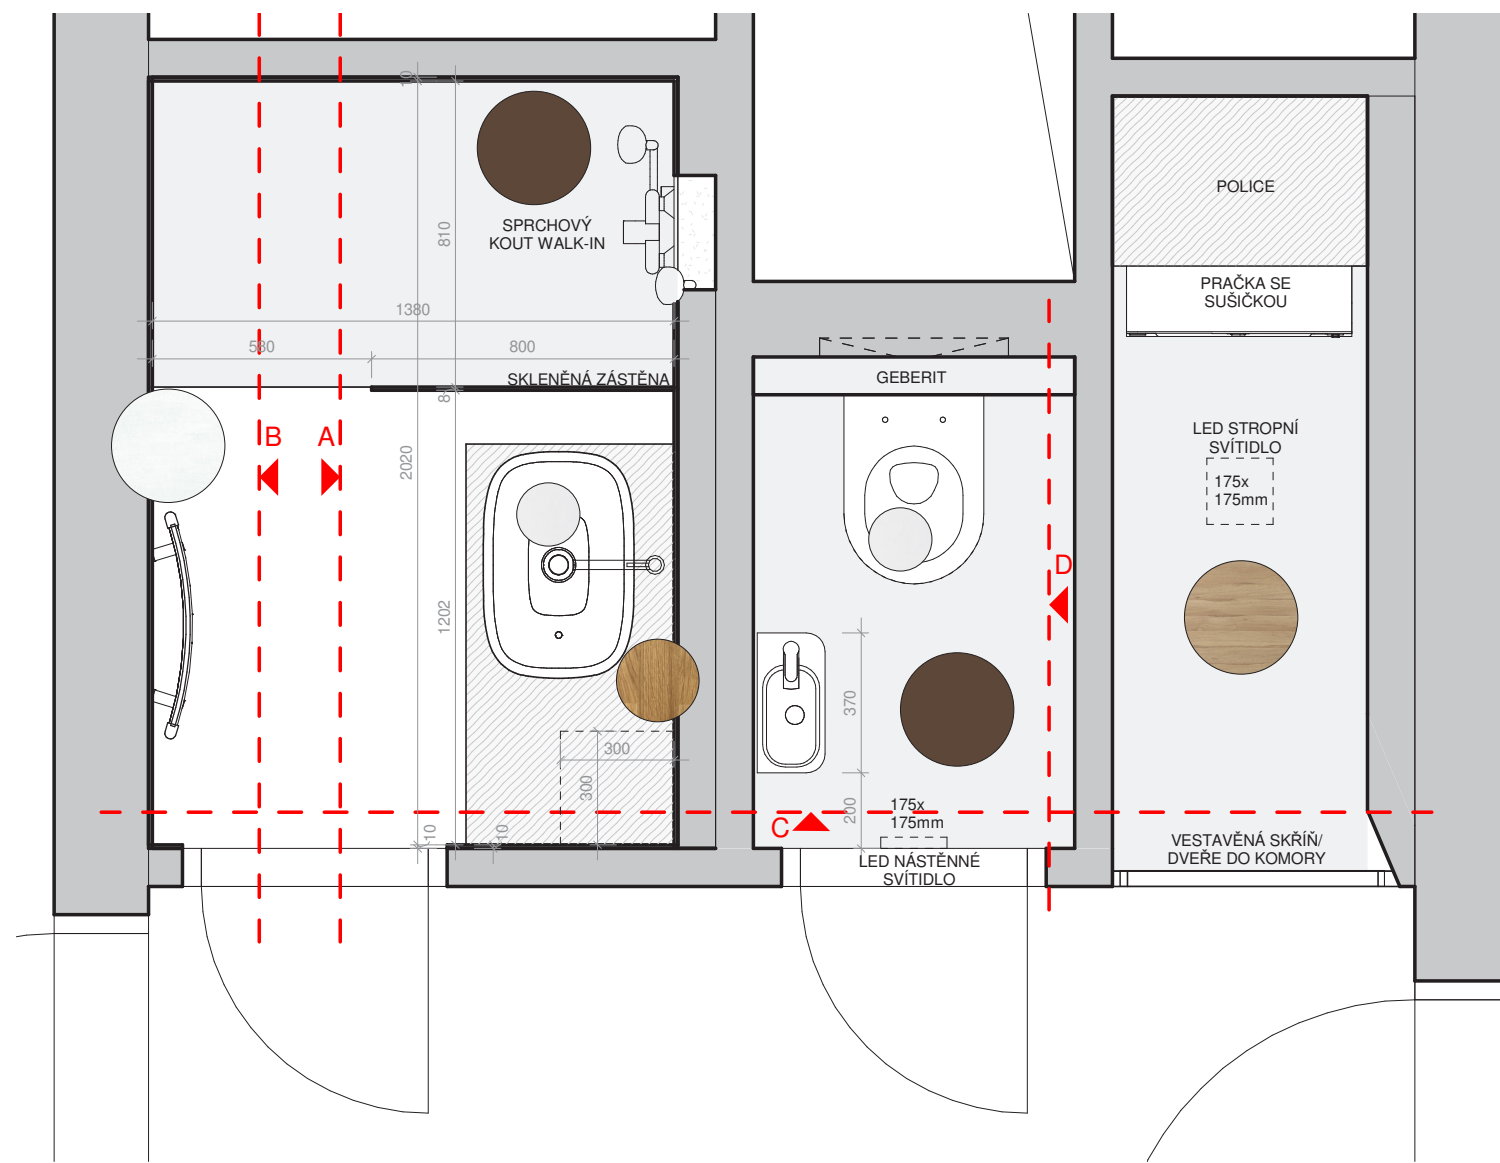 10
SPRCHOVÝ
KOUT WALK-IN
810
1380
580
800
SKLENĚNÁ ZÁSTĚNA
8
B
A
2020
1202
300
300
10
10
GEBERIT
D
370
200
C
175x
175mm
LED NÁSTĚNNÉ
SVÍTIDLO
POLICE
PRAČKA SE
SUŠIČKOU
LED STROPNÍ
SVÍTIDLO
175x
175mm
VESTAVĚNÁ SKŘÍŇ/
DVEŘE DO KOMORY